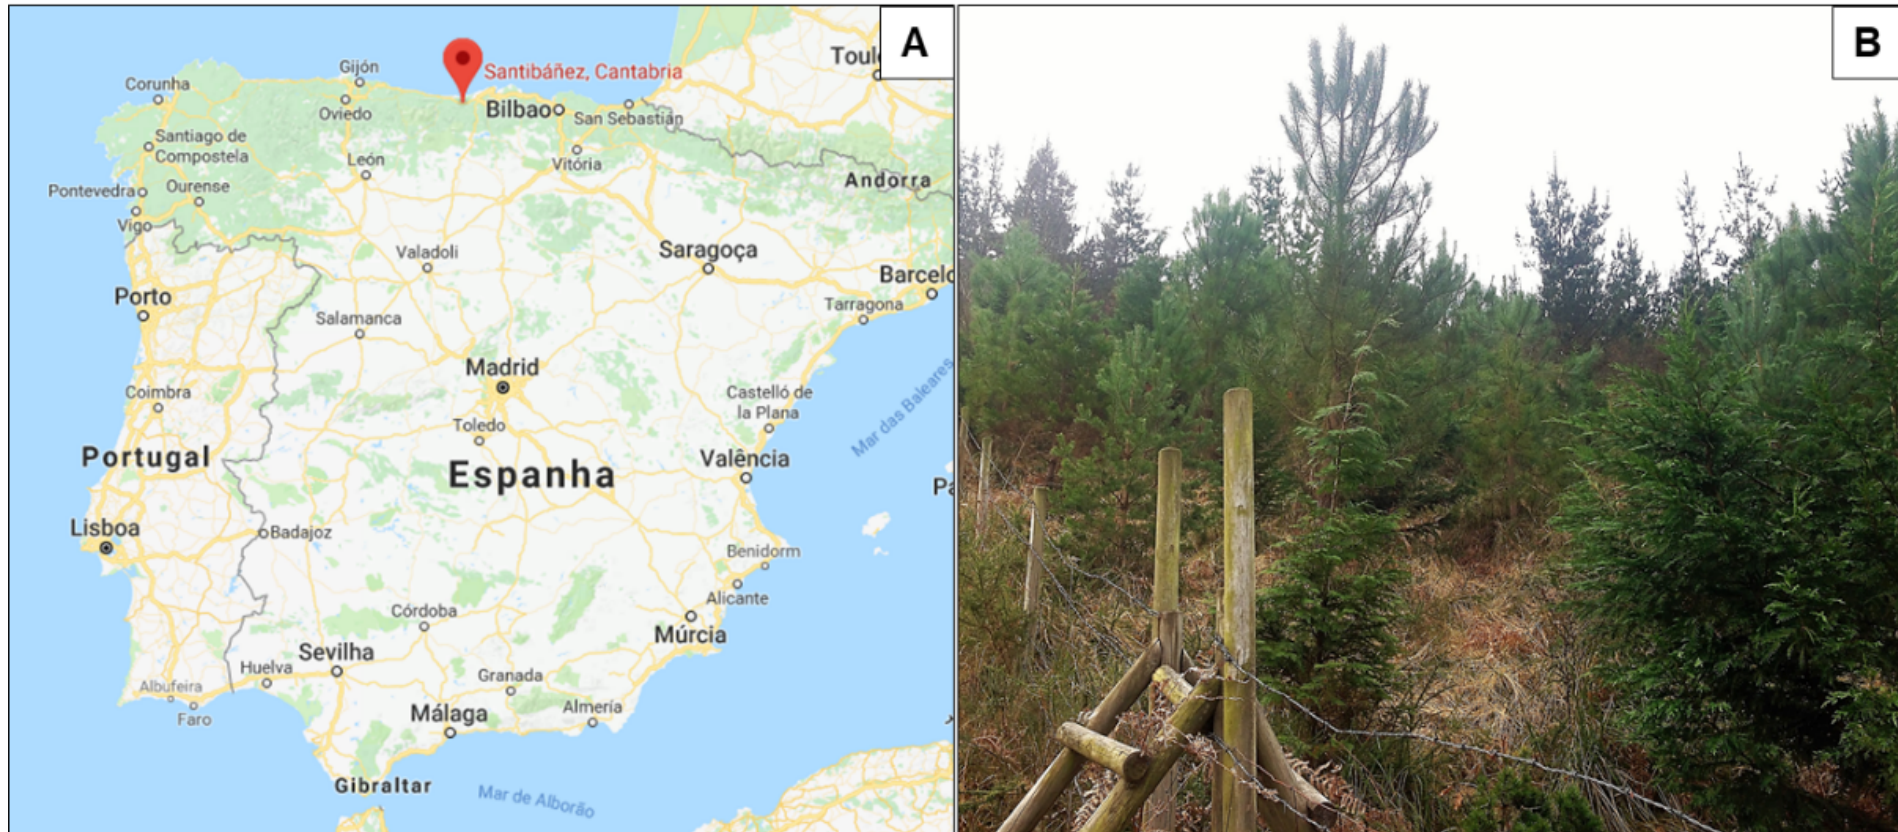 A
B
Toul
Santibáñez, Cantabria
Gijón
Corunha
Bilbao
Oviedo
San Sebastián
Santiago de
Compostela
León
Vitória
Andorra
Pontevedra
Ourense
Vigo
Valadoli
Saragoça
Barcelo
Porto
Tarragona
Salamanca
Madrid
Coimbra
Castelló de
la Plana
Mar das Baleares
Toledo
Portugal
Espanha
Valência
Pa
Lisboa
Badajoz
Benidorm
Alicante
Córdoba
Múrcia
Sevilha
Huelva
Granada
Albufeira
Faro
Málaga
Almería
Gibraltar
Mar de Alborão